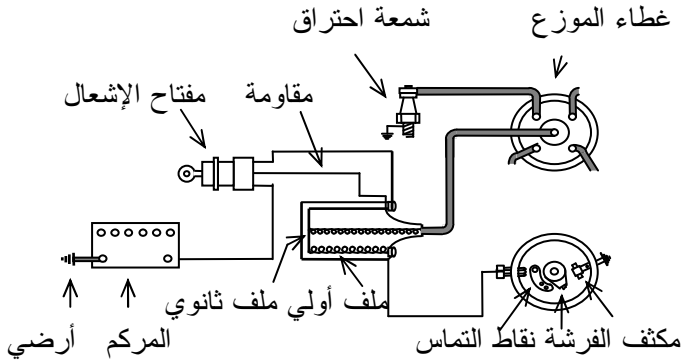 غطاء الموزع
شمعة احتراق
مقاومة
مفتاح الإشعال
ملف أولي
ملف ثانوي
مكثف الفرشة نقاط التماس
المركم
أرضي